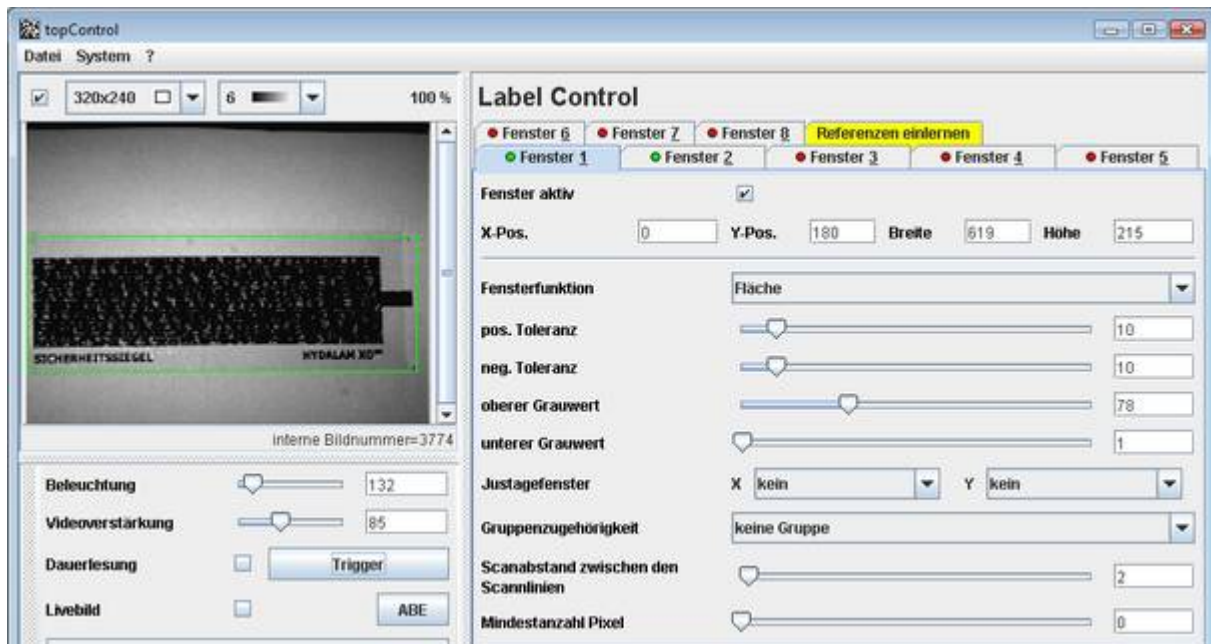 topControl
Datei System ?
320x240 6 100 %
SICHERHEITSSIEGEL HYDALAM XD
interne Bildnummer=3774
Beleuchtung 132
Videoverstärkung 85
Dauerlesung Trigger
Livebild ABE
Label Control
Fenster 6 Fenster 7 Fenster 8 Referenzen einlernen
Fenster 1 Fenster 2 Fenster 3 Fenster 4 Fenster 5
Fenster aktiv
X-Pos. 0 Y-Pos. 180 Breite 619 Höhe 215
Fensterfunktion Fläche
pos. Toleranz 10
neg. Toleranz 10
oberer Grauwert 78
unterer Grauwert 1
Justagefenster X kein Y kein
Gruppenzugehörigkeit keine Gruppe
Scanabstand zwischen den
Scannlinien 2
Mindestanzahl Pixel 0